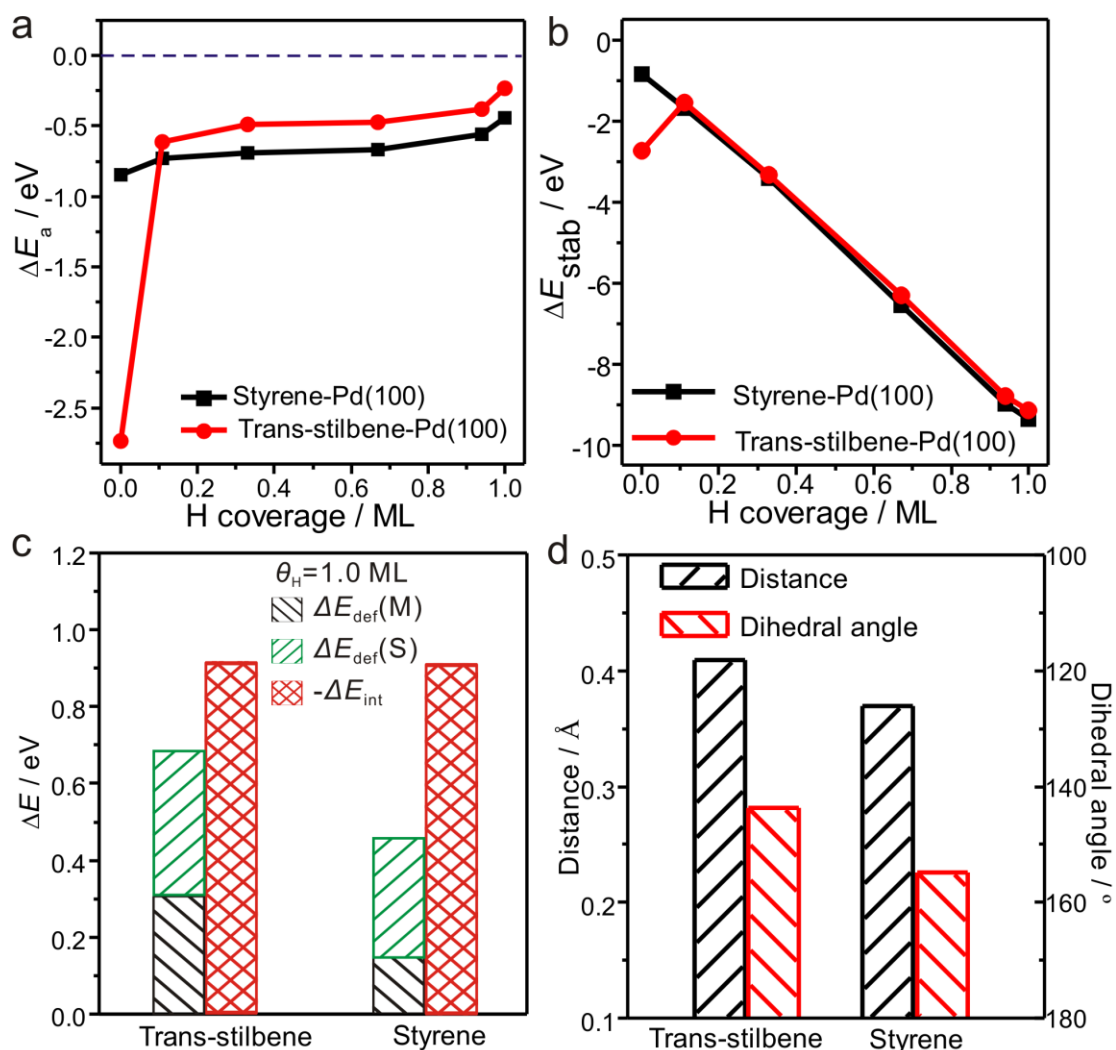 a
0.0
-0.5
-1.0
-1.5
-2.0
-2.5
ΔEa / eV
Styrene-Pd(100)
Trans-stilbene-Pd(100)
0.0 0.2 0.4 0.6 0.8 1.0
H coverage / ML
b
0
-2
-4
-6
-8
-10
ΔEstab / eV
Styrene-Pd(100)
Trans-stilbene-Pd(100)
0.0 0.2 0.4 0.6 0.8 1.0
H coverage / ML
c
1.2
0.9
0.6
0.4
0.2
0.0
ΔE / eV
θH=1.0 ML
ΔEdef(M)
ΔEdef(S)
-ΔEint
Trans-stilbene Styrene
d
0.5
0.4
0.3
0.2
0.1
Distance / Å
Distance
Dihedral angle
100
120
140
160
180
Dihedral angle / º
Trans-stilbene Styrene